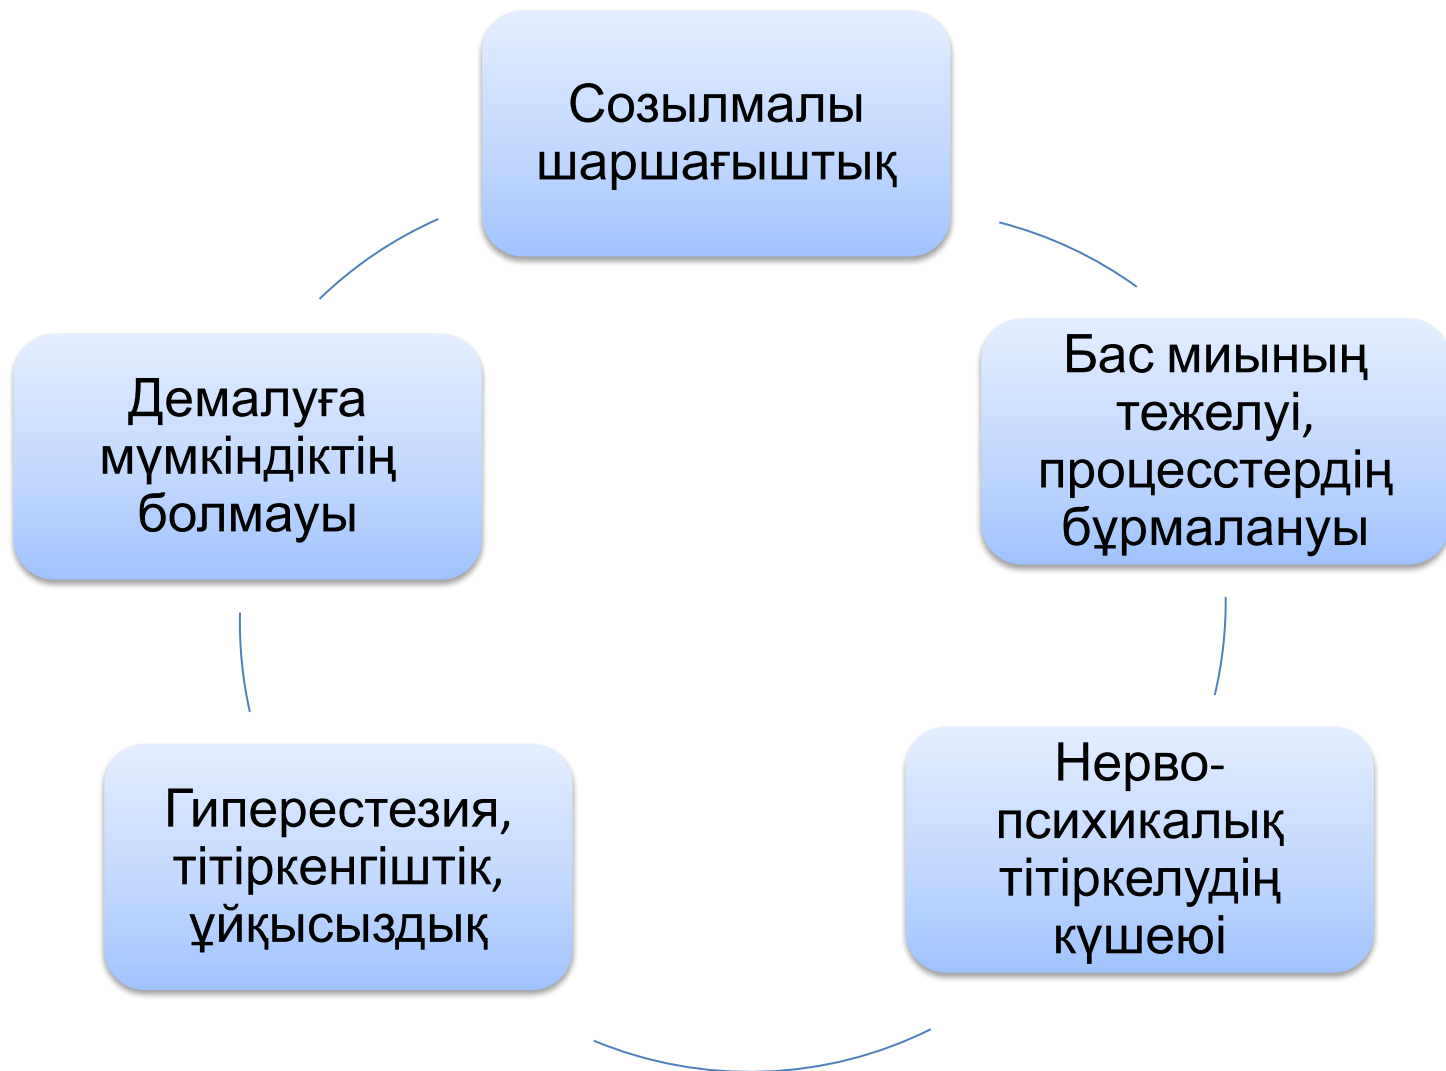 Созылмалы
шаршағыштық
Бас миының
тежелуі,
процесстердің
бұрмалануы
Нерво-
психикалық
тітіркелудің
күшеюі
Гиперестезия,
тітіркенгіштік,
ұйқысыздық
Демалуға
мүмкіндіктің
болмауы